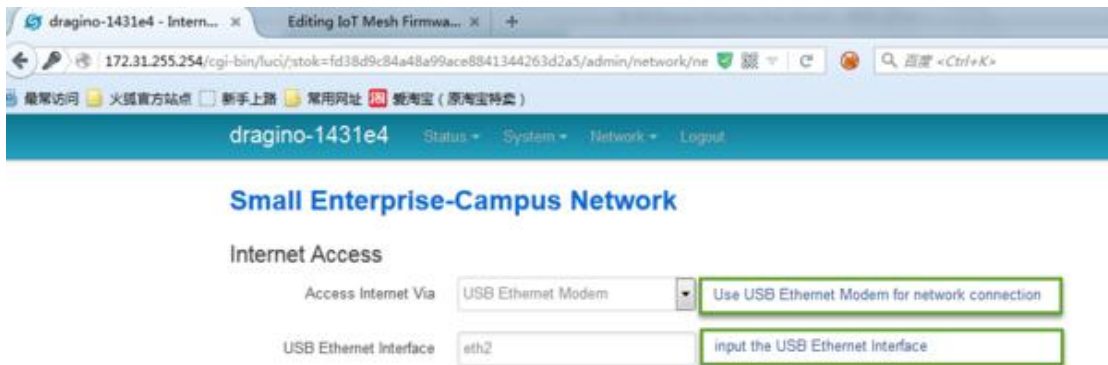 dragino-1431e4 - Intern... × Editing IoT Mesh Firmwa... × +
172.31.255.254/cgi-bin/luci/;stok=fd38d9c84a48a99ace8841344263d2a5/admin/network/ne 百度 <Ctrl+K>
最常访问 火狐官方站点 新手上路 常用网址 淘 爱淘宝 ( 原淘宝特卖 )
dragino-1431e4 Status System Network Logout
Small Enterprise-Campus Network
Internet Access
Access Internet Via USB Ethernet Modem Use USB Ethernet Modem for network connection
USB Ethernet Interface eth2 input the USB Ethernet Interface